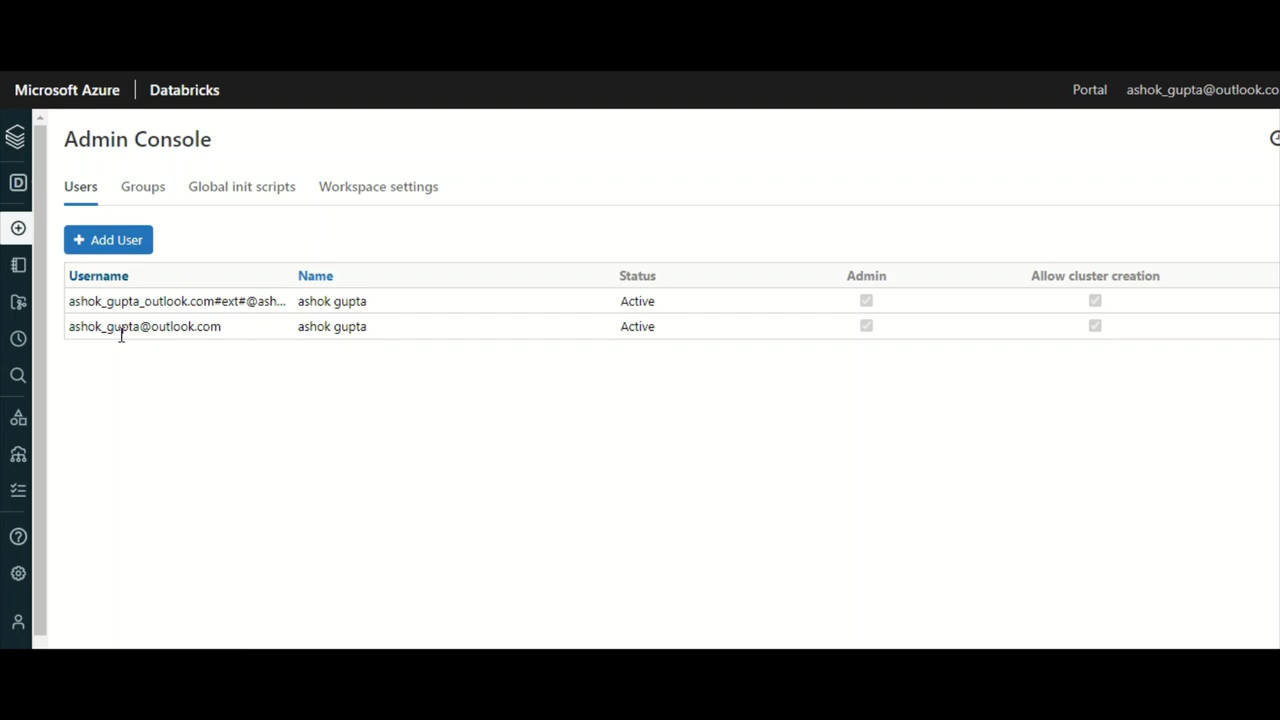 Microsoft Azure Databricks Portal ashok_gupta@outlook.co
Admin Console
Users Groups Global init scripts Workspace settings
+ Add User
Username Name Status Admin Allow cluster creation
ashok_gupta_outlook.com#ext#@ash... ashok gupta Active
ashok_gupta@outlook.com ashok gupta Active